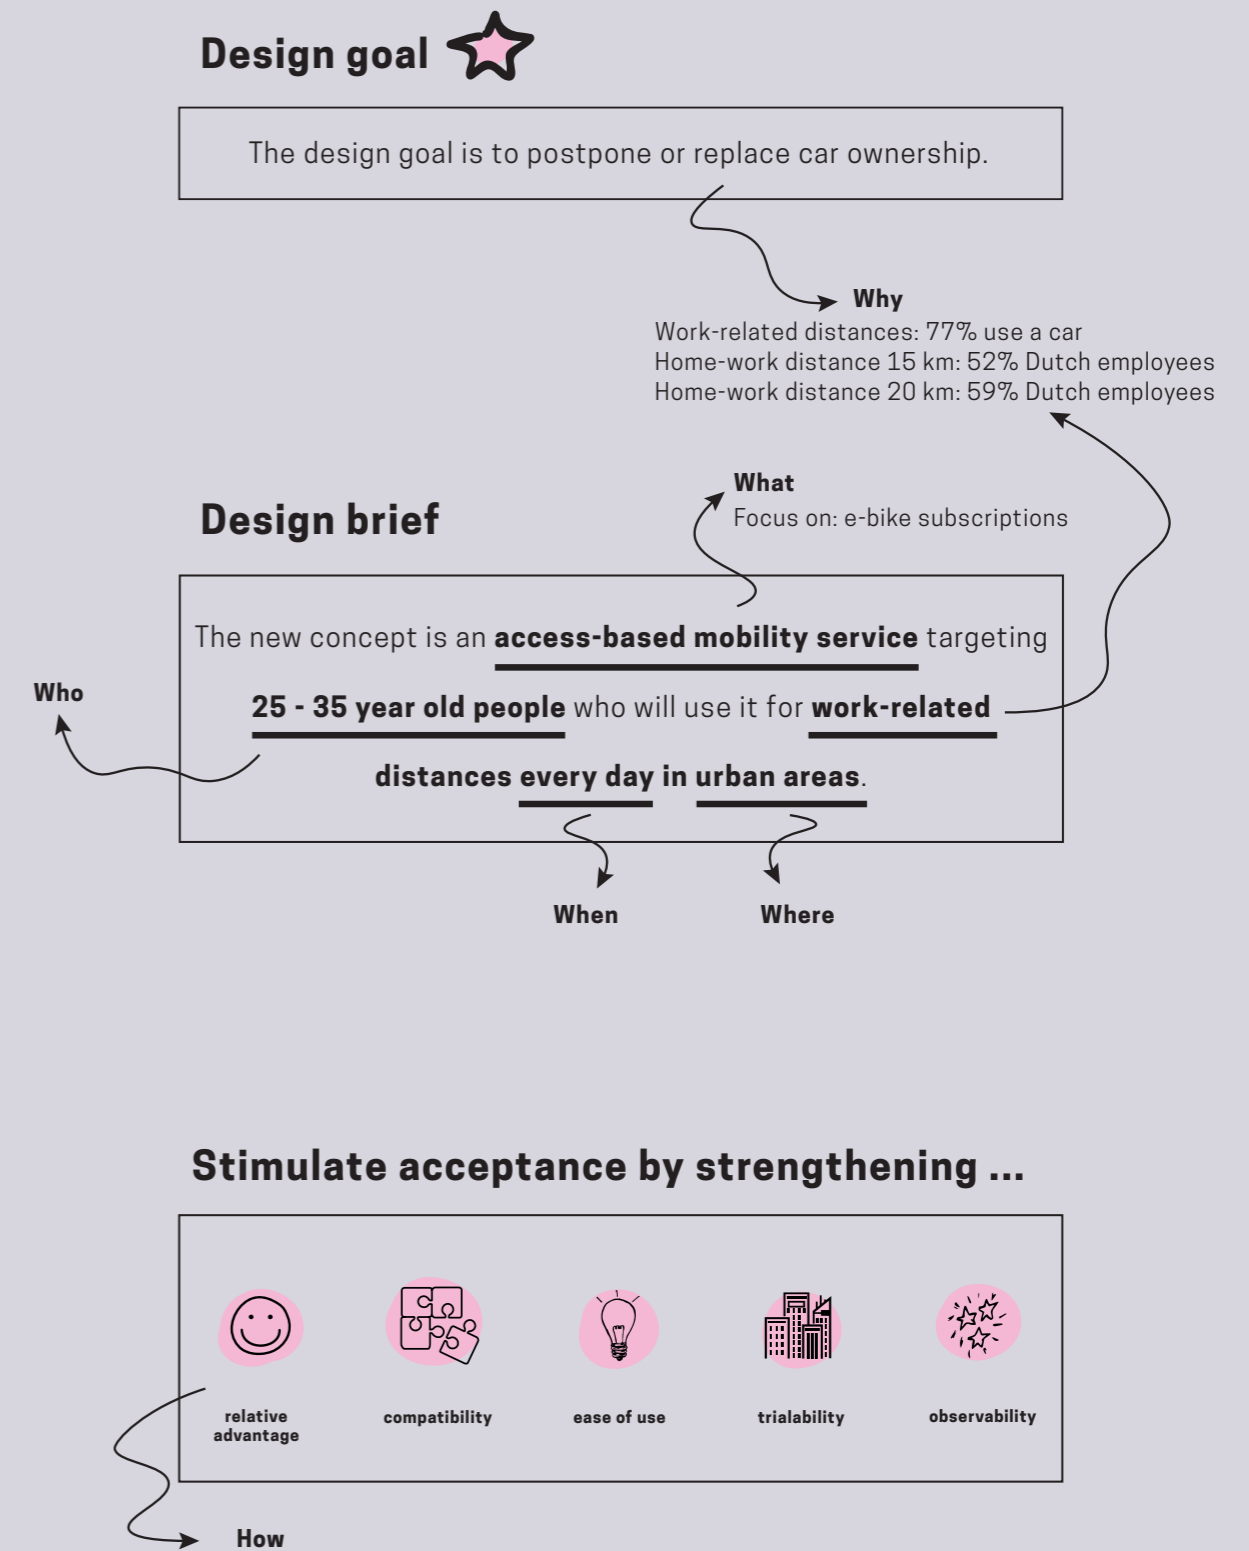 Design goal
The design goal is to postpone or replace car ownership.
Why
Work-related distances: 77% use a car
Home-work distance 15 km: 52% Dutch employees
Home-work distance 20 km: 59% Dutch employees
What
Focus on: e-bike subscriptions
Design brief
The new concept is an access-based mobility service targeting
Who
25 - 35 year old people who will use it for work-related
distances every day in urban areas.
When
Where
Stimulate acceptance by strengthening ...
relative
advantage
compatibility
ease of use
trialability
observability
How